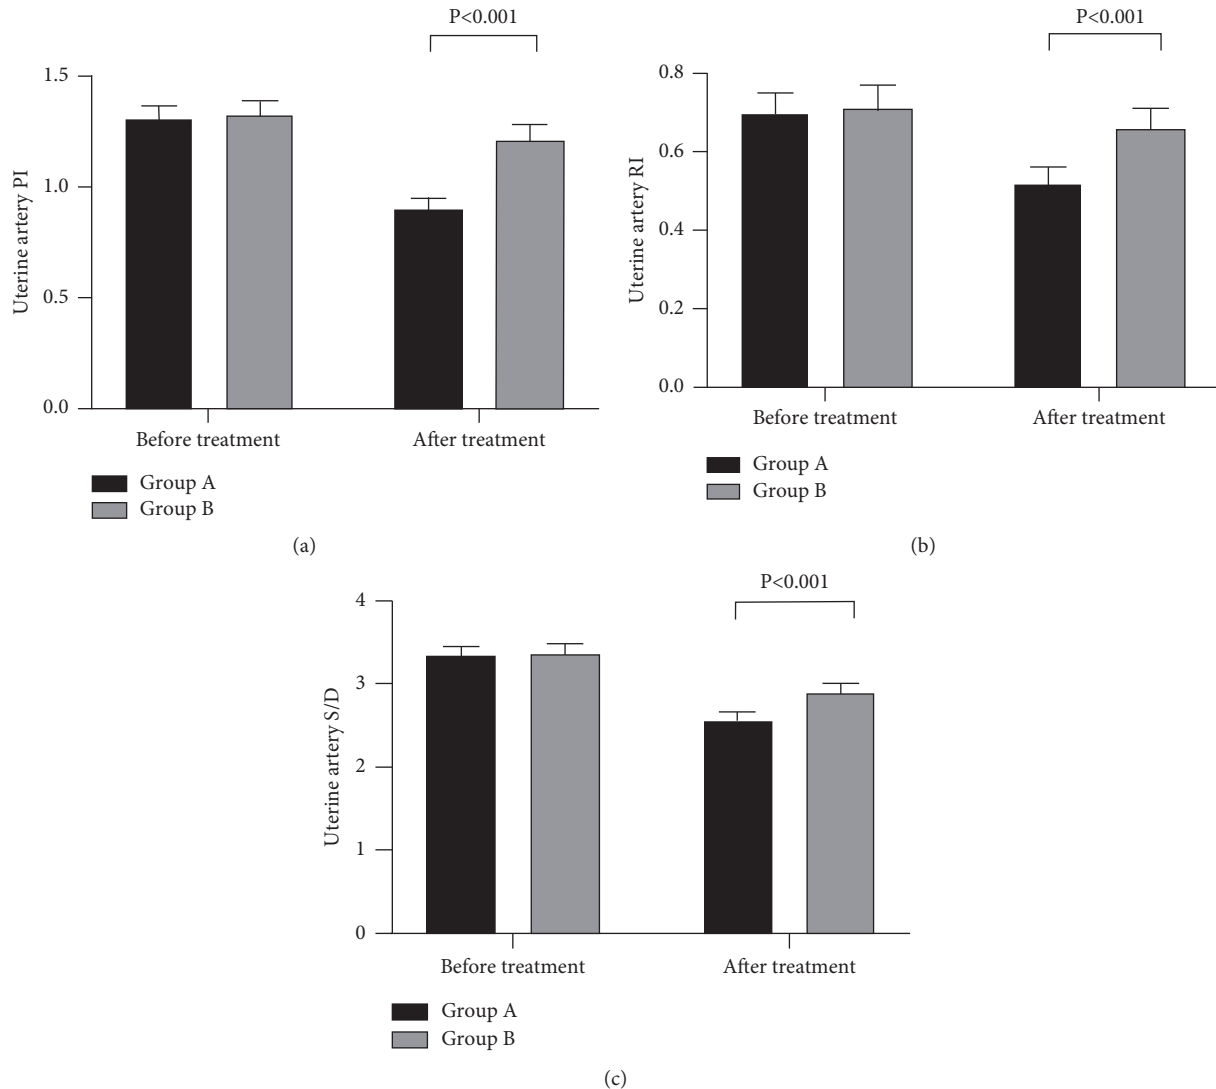 P<0.001
1.5
1.0
0.5
0.0
Uterine artery PI
Before treatment
After treatment
Group A
Group B
(a)
P<0.001
0.8
0.6
0.4
0.2
0.0
Uterine artery RI
Before treatment
After treatment
Group A
Group B
(b)
P<0.001
4
3
2
1
0
Uterine artery S/D
Before treatment
After treatment
Group A
Group B
(c)